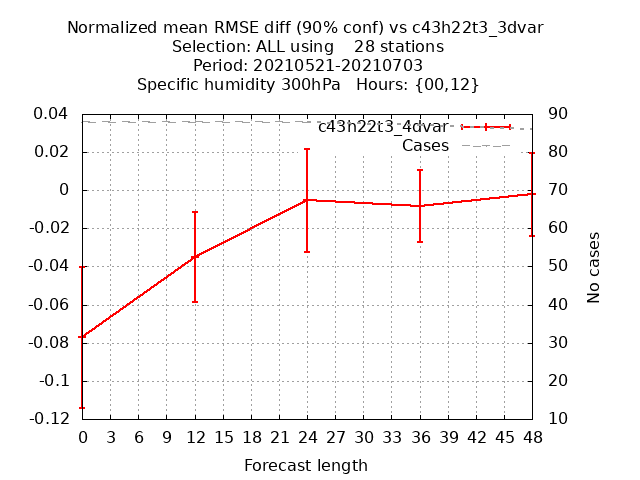 Normalized mean RMSE diff (90% conf) vs c43h22t3_3dvar
Selection: ALL using    28 stations
Period: 20210521-20210703
Specific humidity 300hPa   Hours: {00,12}
c43h22t3_4dvar
Cases
0.04
0.02
0
-0.02
-0.04
-0.06
-0.08
-0.1
-0.12
90
80
70
60
50
40
30
20
10
No cases
0 3 6 9 12 15 18 21 24 27 30 33 36 39 42 45 48
Forecast length